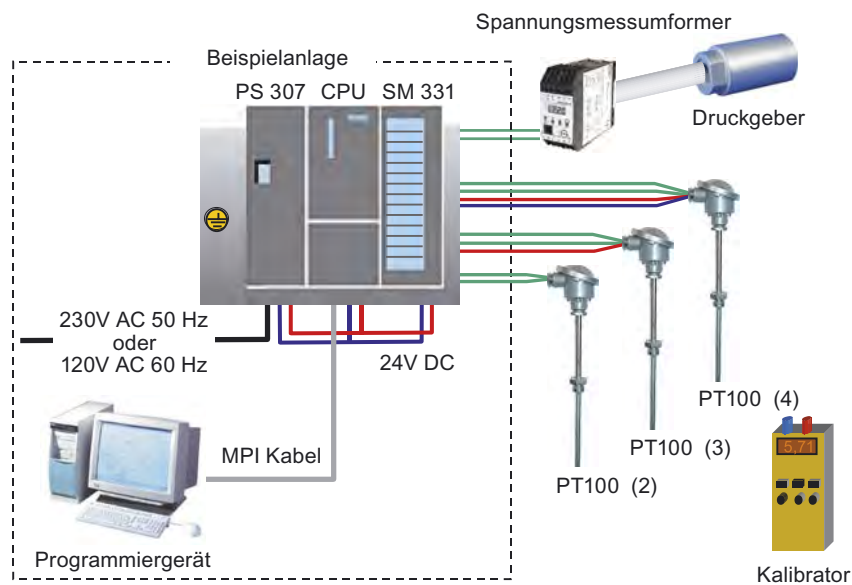 Spannungsmessumformer
Beispielanlage
PS 307 CPU SM 331
Druckgeber
230V AC 50 Hz
oder
120V AC 60 Hz
24V DC
PT100 (4)
PT100 (3)
PT100 (2)
MPI Kabel
5.71
Programmiergerät
Kalibrator